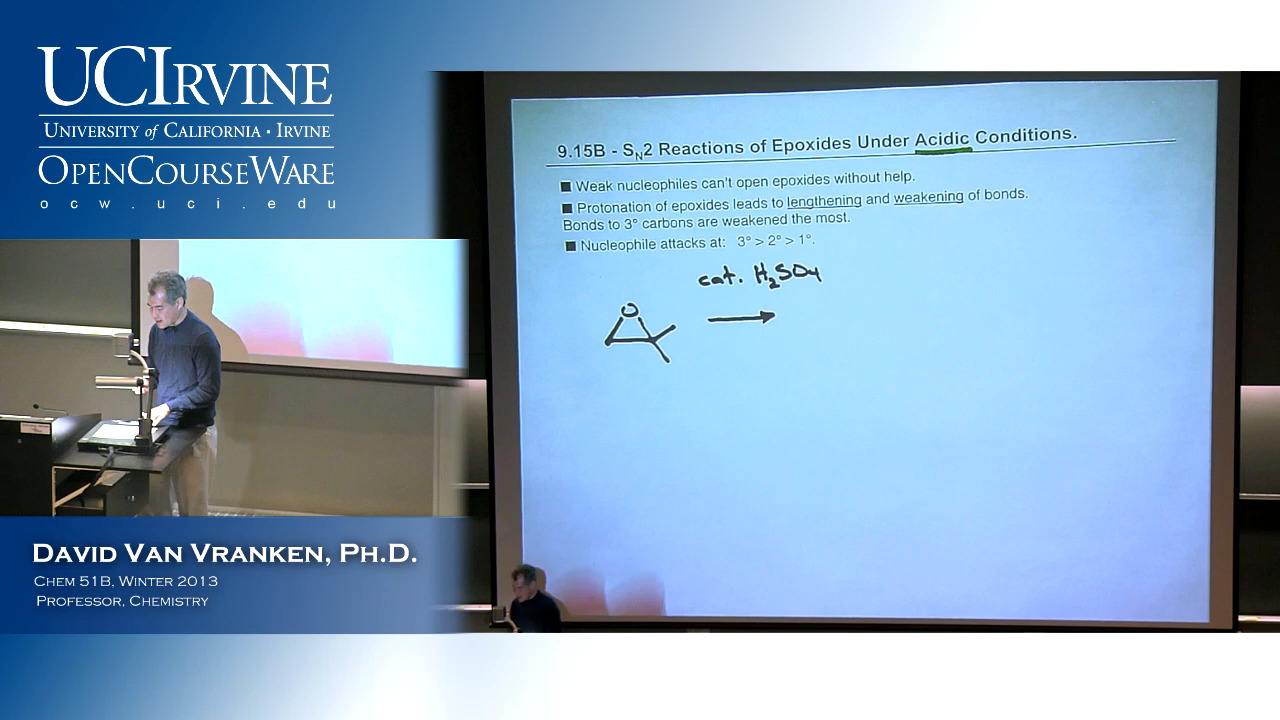 UCIRVINE
UNIVERSITY of CALIFORNIA · IRVINE
OPENCOURSEWARE
ocw.uci.edu
9.15B - SN2 Reactions of Epoxides Under Acidic Conditions.
■ Weak nucleophiles can't open epoxides without help.
■ Protonation of epoxides leads to lengthening and weakening of bonds.
Bonds to 3° carbons are weakened the most.
■ Nucleophile attacks at: 3° > 2° > 1°.
cat. H2SO4
O
DAVID VAN VRANKEN, PH.D.
CHEM 51B, WINTER 2013
PROFESSOR, CHEMISTRY